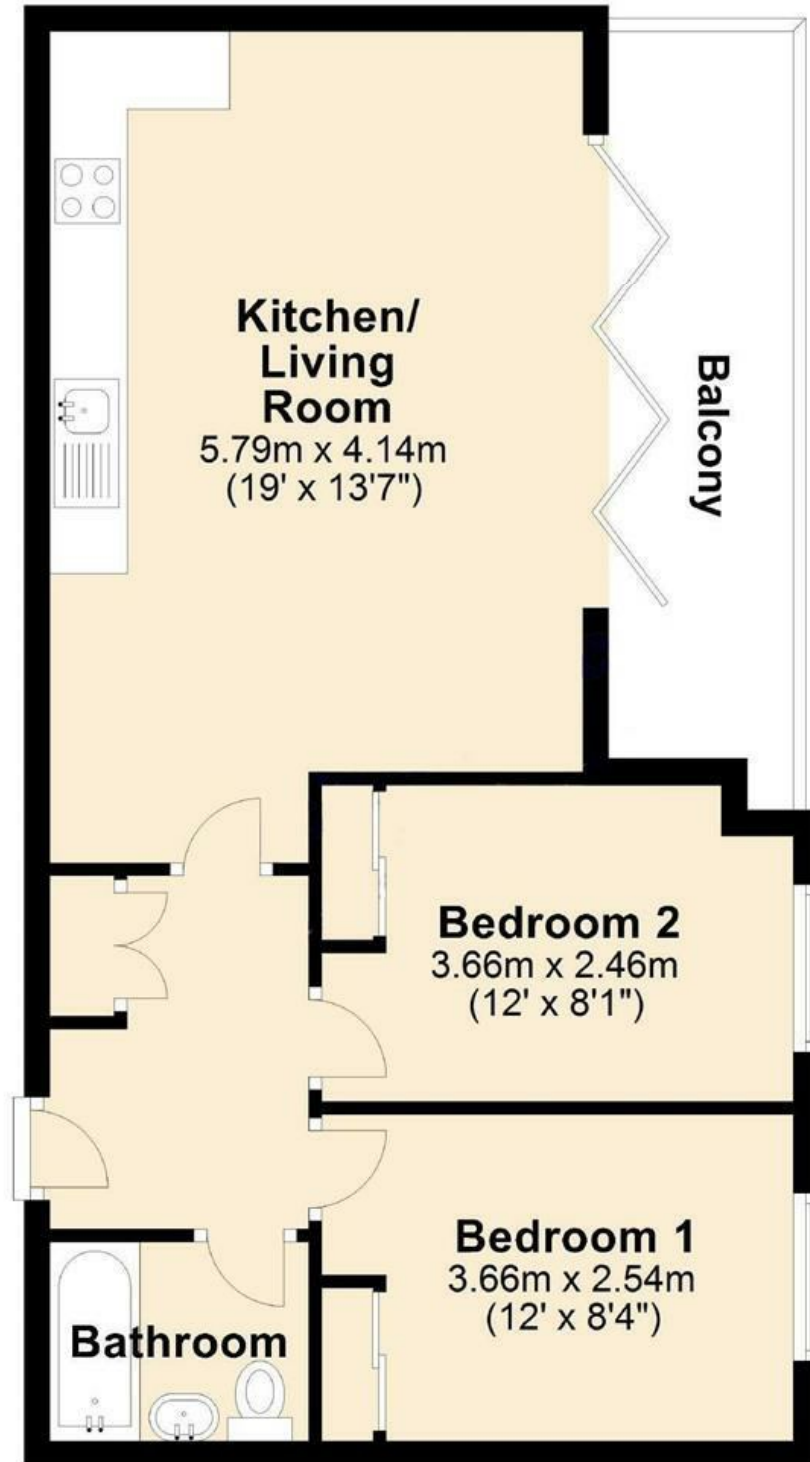 Kitchen/
Living
Room
5.79m x 4.14m
(19' x 13'7")
Balcony
Bedroom 2
3.66m x 2.46m
(12' x 8'1")
Bedroom 1
3.66m x 2.54m
(12' x 8'4")
Bathroom